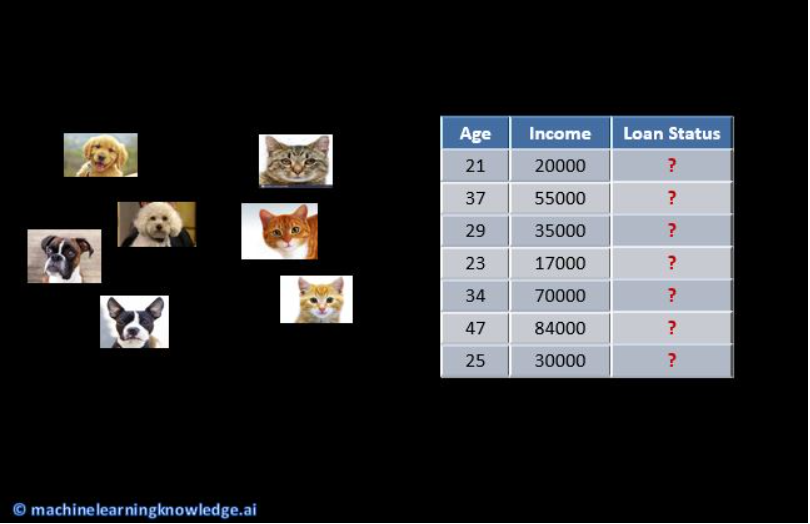 Age Income Loan Status
21 20000 ?
37 55000 ?
29 35000 ?
23 17000 ?
34 70000 ?
47 84000 ?
25 30000 ?
© machinelearningknowledge.ai